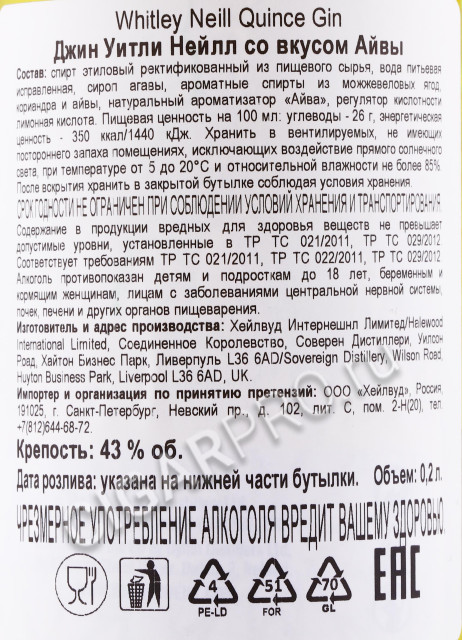 Whitley Neill Quince Gin
Джин Уитли Нейлл со вкусом Айвы
Состав: спирт этиловый ректификованный из пищевого сырья, вода питьевая
исправленная, сироп агавы, ароматные спирты из можжевеловых ягод,
кориандра и айвы, натуральный ароматизатор «Айва», регулятор кислотности
лимонная кислота. Пищевая ценность на 100 мл: углеводы - 26 г, энергетическая
ценность - 350 ккал/1440 кДж. Хранить в вентилируемых, не имеющих
постороннего запаха помещениях, исключающих воздействие прямого солнечного
света, при температуре от 5 до 20°С и относительной влажности не более 85%.
После вскрытия хранить в закрытой бутылке соблюдая условия хранения.
СРОК ГОДНОСТИ НЕ ОГРАНИЧЕН ПРИ СОБЛЮДЕНИИ УСЛОВИЙ ХРАНЕНИЯ И ТРАНСПОРТИРОВАНИЯ.
Содержание в продукции вредных для здоровья веществ не превышает
допустимые уровни, установленные в ТР ТС 021/2011, ТР ТС 029/2012
Соответствует требованиям ТР ТС 021/2011, ТР ТС 022/2011, ТР ТС 029/2012
Алкоголь противопоказан детям и подросткам до 18 лет, беременным и
кормящим женщинам, лицам с заболеваниями центральной нервной системы,
почек, печени и других органов пищеварения.
Изготовитель и адрес производства: Хейлвуд Интернешнл Лимитед/Halewood
International Limited, Соединенное Королевство, Соверен Дистиллери, Уилсон
Роад, Хайтон Бизнес Парк, Ливерпуль L36 6AD/Sovereign Distillery, Wilson Road,
Huyton Business Park, Liverpool L36 6AD, UK.
Импортер и организация по принятию претензий: ООО «Хейлвуд», Россия,
191025, г. Санкт-Петербург, Невский пр., д. 102, лит. С, пом. 2-Н(20), тел.
+7(812)644-68-72.
Крепость: 43 % об.
Дата розлива: указана на нижней части бутылки. Объем: 0,2 л.
ЧРЕЗМЕРНОЕ УПОТРЕБЛЕНИЕ АЛКОГОЛЯ ВРЕДИТ ВАШЕМУ ЗДОРОВЬЮ.
4 51 70 EAC
PE-LD FOR GL
CIGARPRO.ru